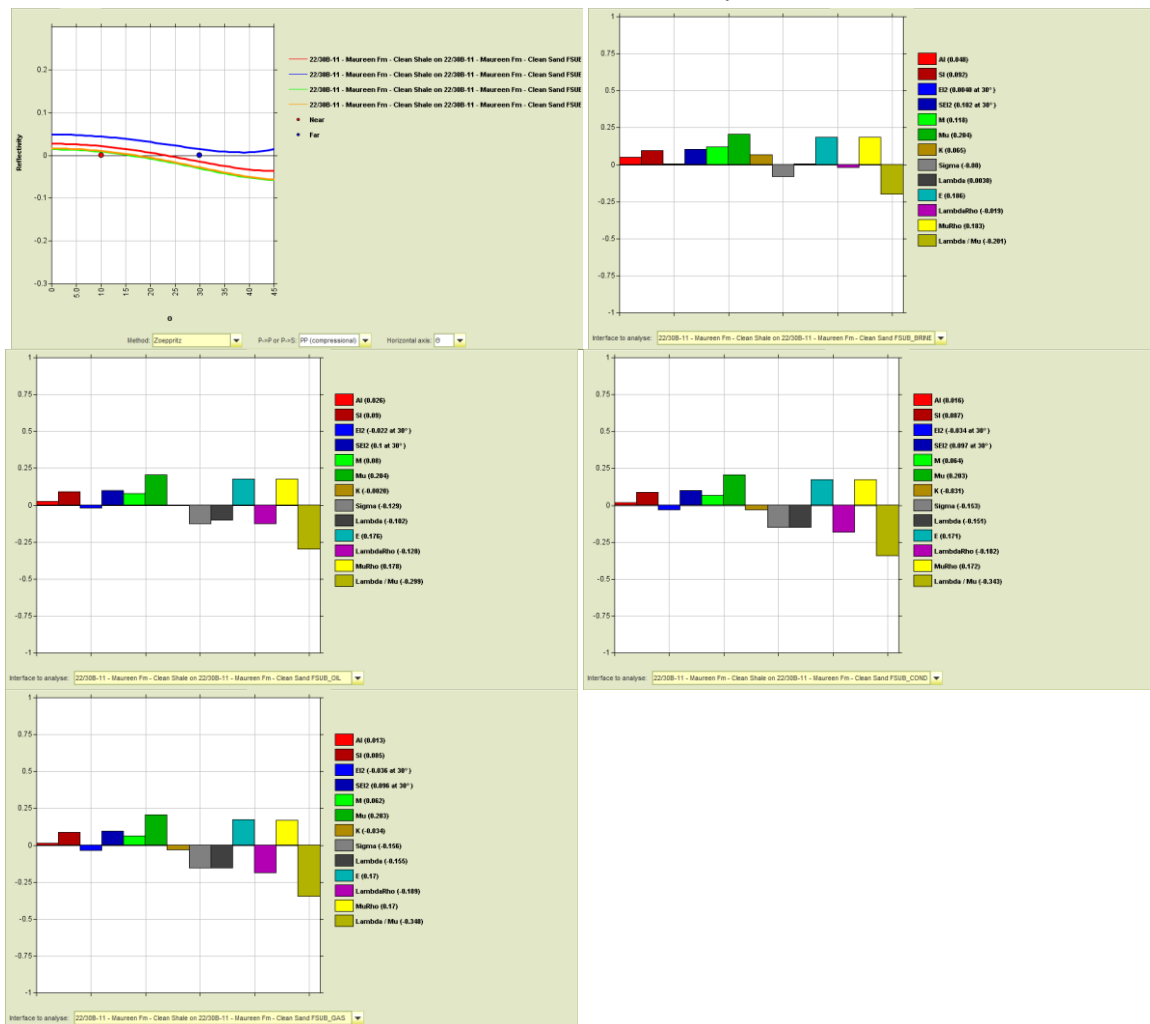 0.2
0.1
0
-0.1
-0.2
-0.3
Reflectivity
0
5.0
10
15
20
25
30
35
40
45
Θ
22/30B-11 - Maureen Fm - Clean Shale on 22/30B-11 - Maureen Fm - Clean Sand FSUB
22/30B-11 - Maureen Fm - Clean Shale on 22/30B-11 - Maureen Fm - Clean Sand FSUB
22/30B-11 - Maureen Fm - Clean Shale on 22/30B-11 - Maureen Fm - Clean Sand FSUB
22/30B-11 - Maureen Fm - Clean Shale on 22/30B-11 - Maureen Fm - Clean Sand FSUB
Near
Far
Method: Zoeppritz P->P or P->S: PP (compressional) Horizontal axis: Θ
1
0.75
0.5
0.25
0
-0.25
-0.5
-0.75
-1
AI (0.048)
SI (0.092)
EI2 (0.0040 at 30°)
SEI2 (0.102 at 30°)
M (0.118)
Mu (0.204)
K (0.065)
Sigma (-0.08)
Lambda (0.0030)
E (0.186)
LambdaRho (-0.019)
MuRho (0.183)
Lambda / Mu (-0.201)
Interface to analyse: 22/30B-11 - Maureen Fm - Clean Shale on 22/30B-11 - Maureen Fm - Clean Sand FSUB_BRINE
1
0.75
0.5
0.25
0
-0.25
-0.5
-0.75
-1
AI (0.026)
SI (0.09)
EI2 (-0.022 at 30°)
SEI2 (0.1 at 30°)
M (0.08)
Mu (0.204)
K (-0.0020)
Sigma (-0.129)
Lambda (-0.102)
E (0.176)
LambdaRho (-0.128)
MuRho (0.178)
Lambda / Mu (-0.299)
Interface to analyse: 22/30B-11 - Maureen Fm - Clean Shale on 22/30B-11 - Maureen Fm - Clean Sand FSUB_OIL
1
0.75
0.5
0.25
0
-0.25
-0.5
-0.75
-1
AI (0.016)
SI (0.087)
EI2 (-0.034 at 30°)
SEI2 (0.097 at 30°)
M (0.064)
Mu (0.203)
K (-0.031)
Sigma (-0.153)
Lambda (-0.151)
E (0.171)
LambdaRho (-0.182)
MuRho (0.172)
Lambda / Mu (-0.343)
Interface to analyse: 22/30B-11 - Maureen Fm - Clean Shale on 22/30B-11 - Maureen Fm - Clean Sand FSUB_COND
1
0.75
0.5
0.25
0
-0.25
-0.5
-0.75
-1
AI (0.013)
SI (0.085)
EI2 (-0.036 at 30°)
SEI2 (0.096 at 30°)
M (0.062)
Mu (0.203)
K (-0.034)
Sigma (-0.156)
Lambda (-0.155)
E (0.17)
LambdaRho (-0.189)
MuRho (0.17)
Lambda / Mu (-0.348)
Interface to analyse: 22/30B-11 - Maureen Fm - Clean Shale on 22/30B-11 - Maureen Fm - Clean Sand FSUB_GAS